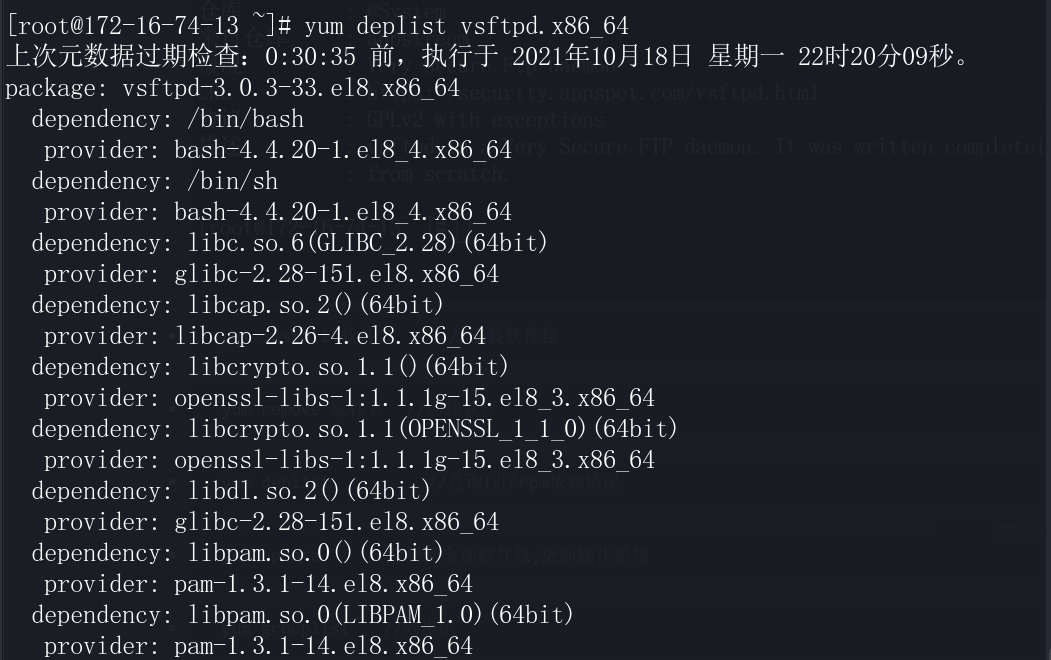 [root@172-16-74-13 ~]# yum deplist vsftpd.x86_64
上次元数据过期检查：0:30:35 前，执行于 2021年10月18日 星期一 22时20分09秒。
package: vsftpd-3.0.3-33.el8.x86_64
dependency: /bin/bash
provider: bash-4.4.20-1.el8_4.x86_64
dependency: /bin/sh
provider: bash-4.4.20-1.el8_4.x86_64
dependency: libc.so.6(GLIBC_2.28)(64bit)
provider: glibc-2.28-151.el8.x86_64
dependency: libcap.so.2()(64bit)
provider: libcap-2.26-4.el8.x86_64
dependency: libcrypto.so.1.1()(64bit)
provider: openssl-libs-1:1.1.1g-15.el8_3.x86_64
dependency: libcrypto.so.1.1(OPENSSL_1_1_0)(64bit)
provider: openssl-libs-1:1.1.1g-15.el8_3.x86_64
dependency: libdl.so.2()(64bit)
provider: glibc-2.28-151.el8.x86_64
dependency: libpam.so.0()(64bit)
provider: pam-1.3.1-14.el8.x86_64
dependency: libpam.so.0(LIBPAM_1.0)(64bit)
provider: pam-1.3.1-14.el8.x86_64